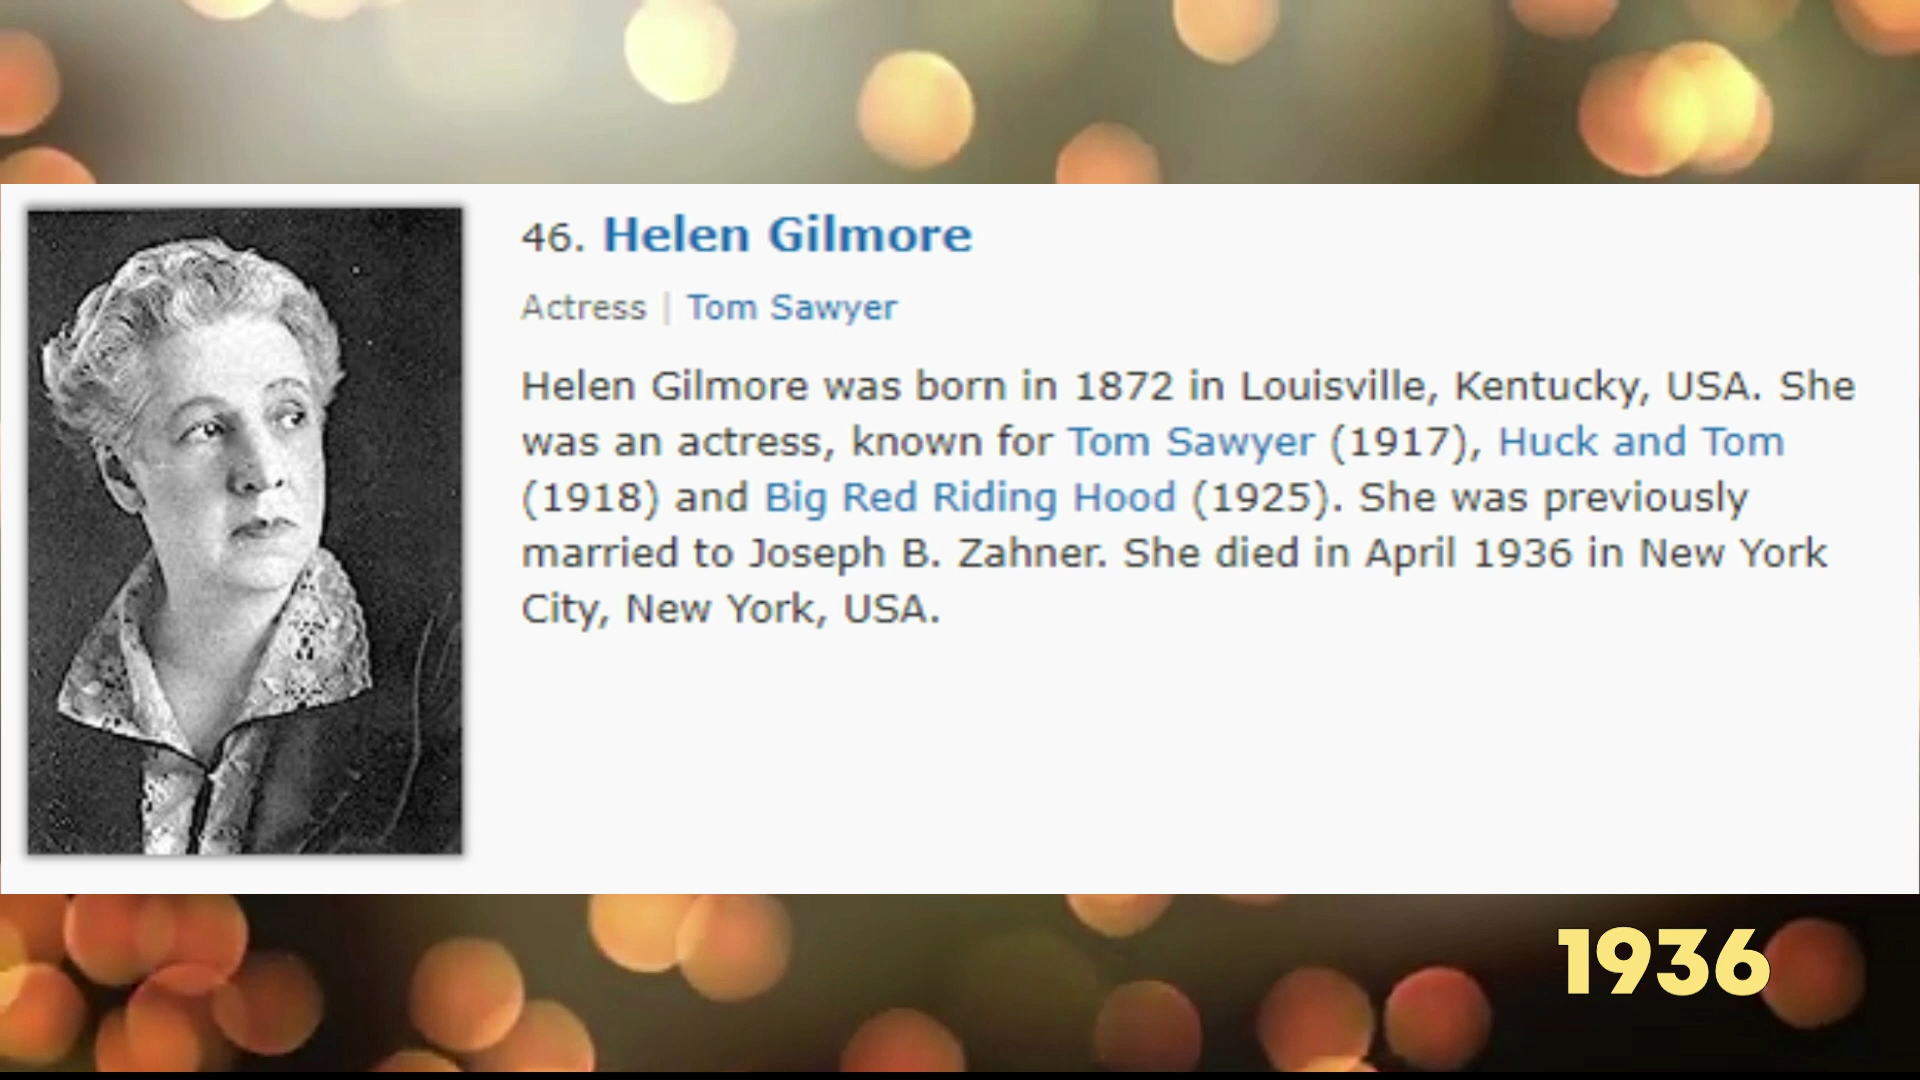 46. Helen Gilmore
Actress | Tom Sawyer
Helen Gilmore was born in 1872 in Louisville, Kentucky, USA. She
was an actress, known for Tom Sawyer (1917), Huck and Tom
(1918) and Big Red Riding Hood (1925). She was previously
married to Joseph B. Zahner. She died in April 1936 in New York
City, New York, USA.
1936